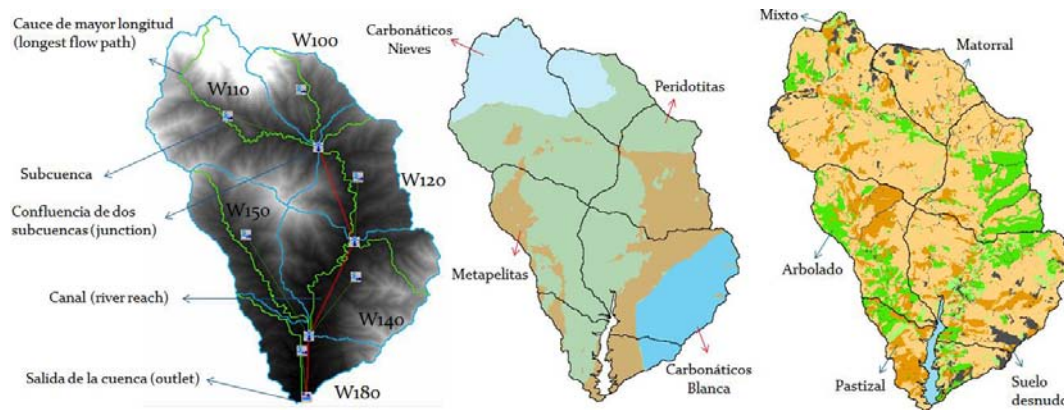 Cauce de mayor longitud
(longest flow path)
W100
W110
Subcuenca
W120
Confluencia de dos
subcuencas (junction)
W150
Canal (river reach)
W140
Salida de la cuenca (outlet)
W180
Carbonáticos
Nieves
Peridotitas
Metapelitas
Carbonáticos
Blanca
Mixto
Matorral
Arbolado
Pastizal
Suelo
desnudo